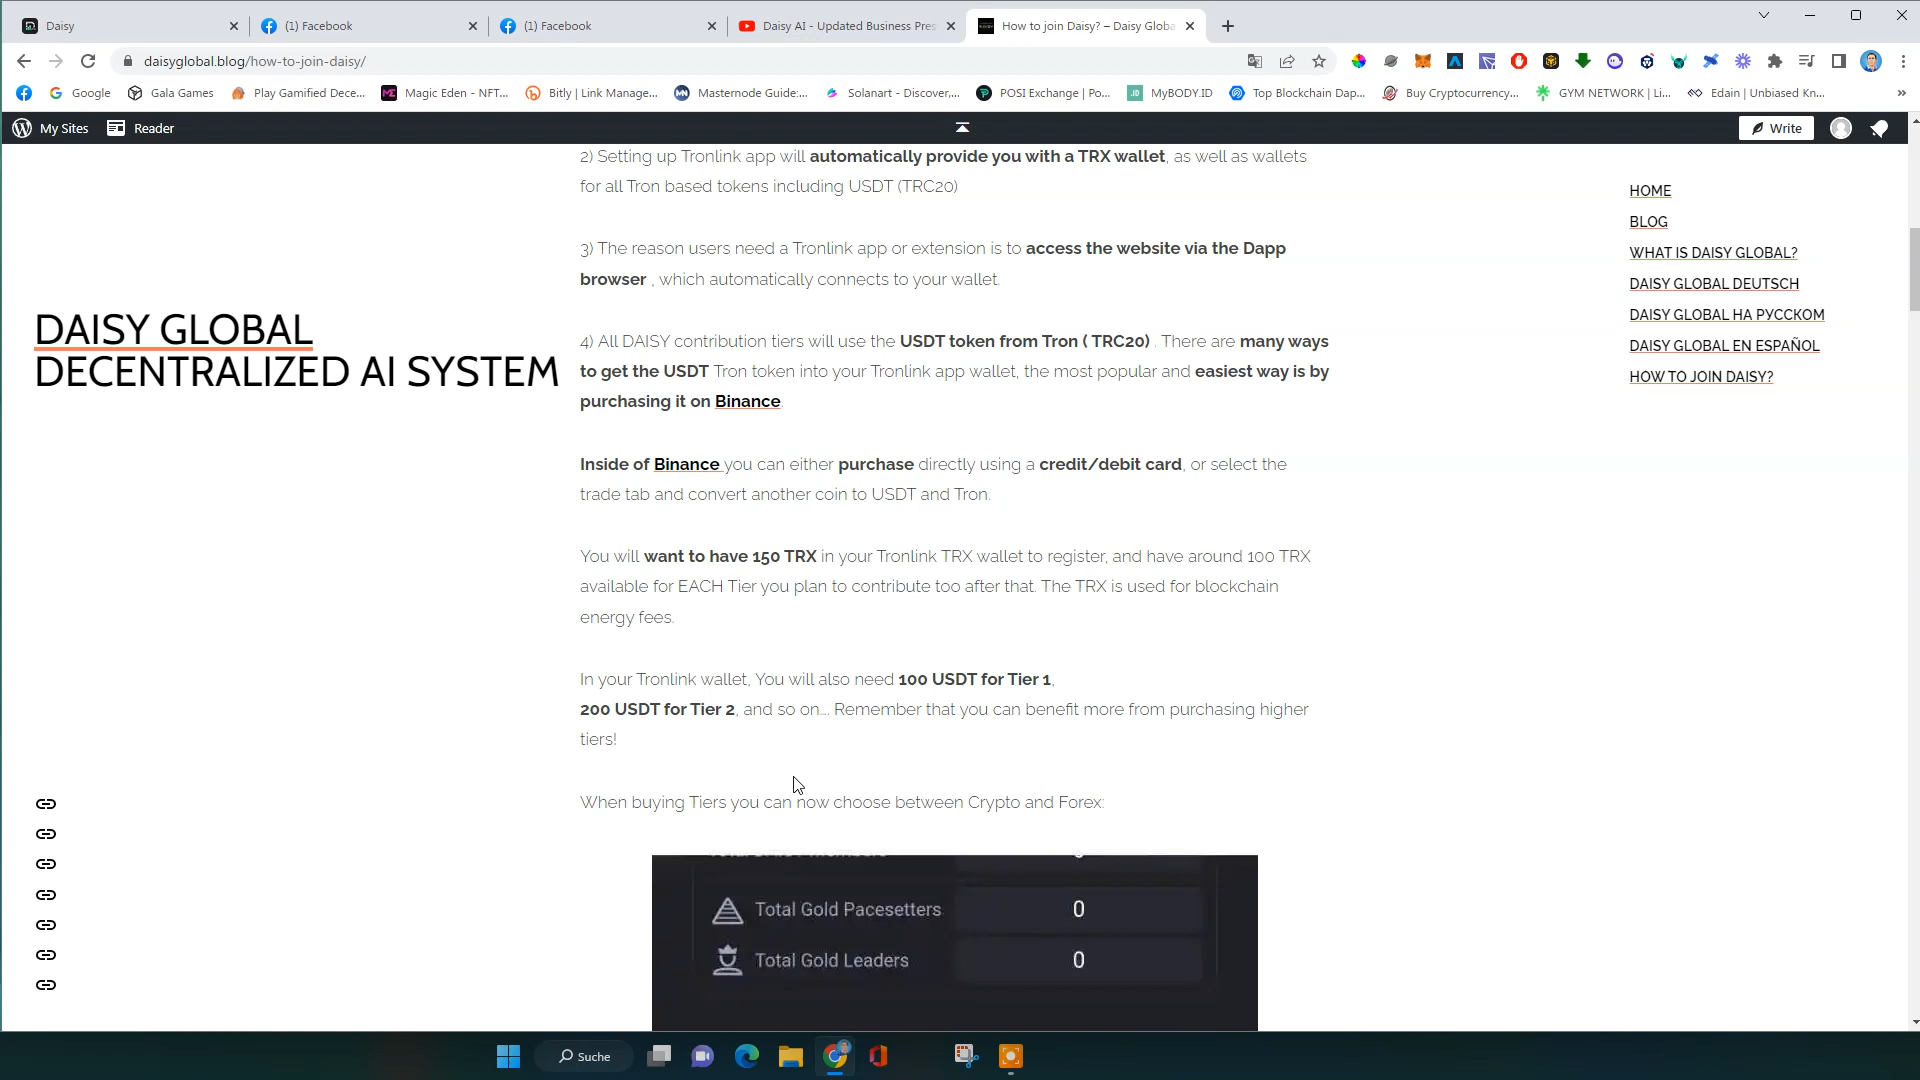 Daisy
(1) Facebook
(1) Facebook
Daisy AI - Updated Business Pres
How to join Daisy? – Daisy Globa
daisyglobal.blog/how-to-join-daisy/
Google
Gala Games
Play Gamified Dece...
Magic Eden - NFT...
Bitly | Link Manage...
Masternode Guide:...
Solanart - Discover,...
POSI Exchange | Po...
MyBODY.ID
Top Blockchain Dap...
Buy Cryptocurrency...
GYM NETWORK | Li...
Edain | Unbiased Kn...
»
My Sites
Reader
Write
2) Setting up Tronlink app will automatically provide you with a TRX wallet, as well as wallets
for all Tron based tokens including USDT (TRC20)
3) The reason users need a Tronlink app or extension is to access the website via the Dapp
browser , which automatically connects to your wallet.
DAISY GLOBAL
DECENTRALIZED AI SYSTEM
4) All DAISY contribution tiers will use the USDT token from Tron ( TRC20) . There are many ways
to get the USDT Tron token into your Tronlink app wallet, the most popular and easiest way is by
purchasing it on Binance.
Inside of Binance you can either purchase directly using a credit/debit card, or select the
trade tab and convert another coin to USDT and Tron.
You will want to have 150 TRX in your Tronlink TRX wallet to register, and have around 100 TRX
available for EACH Tier you plan to contribute too after that. The TRX is used for blockchain
energy fees.
In your Tronlink wallet, You will also need 100 USDT for Tier 1,
200 USDT for Tier 2, and so on…. Remember that you can benefit more from purchasing higher
tiers!
When buying Tiers you can now choose between Crypto and Forex:
Total Gold Pacesetters 0
Total Gold Leaders 0
HOME
BLOG
WHAT IS DAISY GLOBAL?
DAISY GLOBAL DEUTSCH
DAISY GLOBAL НА РУССКОМ
DAISY GLOBAL EN ESPAÑOL
HOW TO JOIN DAISY?
Suche